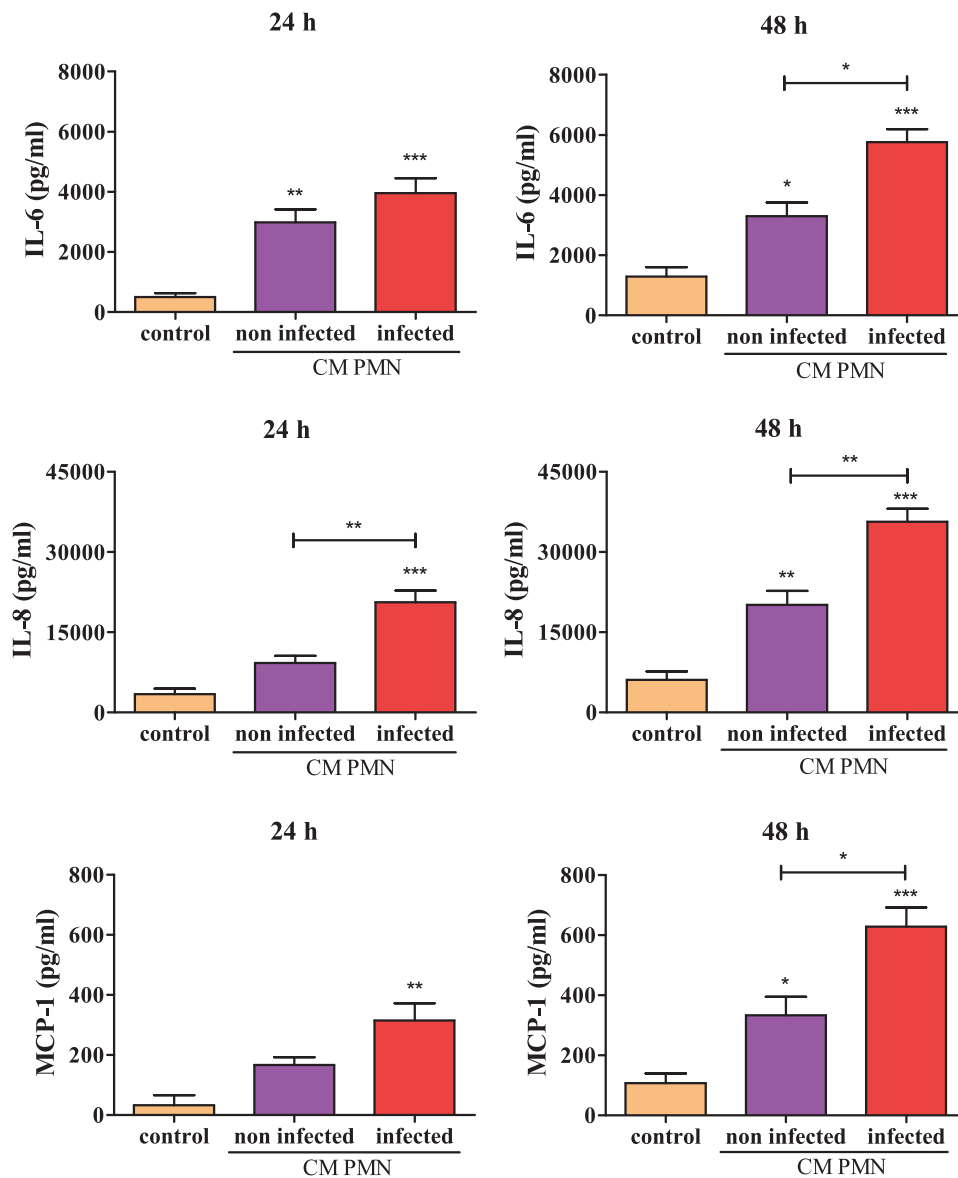 24 h
IL-6 (pg/ml)
8000
6000
4000
2000
0
**
***
control
non infected
infected
CM PMN
48 h
IL-6 (pg/ml)
8000
6000
4000
2000
0
*
*
***
control
non infected
infected
CM PMN
24 h
IL-8 (pg/ml)
45000
30000
15000
0
**
***
control
non infected
infected
CM PMN
48 h
IL-8 (pg/ml)
45000
30000
15000
0
**
**
***
control
non infected
infected
CM PMN
24 h
MCP-1 (pg/ml)
800
600
400
200
0
**
control
non infected
infected
CM PMN
48 h
MCP-1 (pg/ml)
800
600
400
200
0
*
*
***
control
non infected
infected
CM PMN